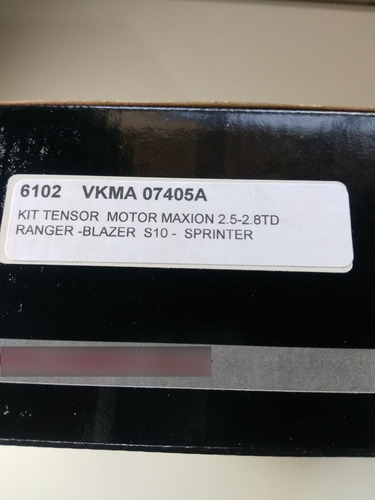 6102 VKMA 07405A
KIT TENSOR MOTOR MAXION 2.5-2.8TD
RANGER -BLAZER S10 - SPRINTER